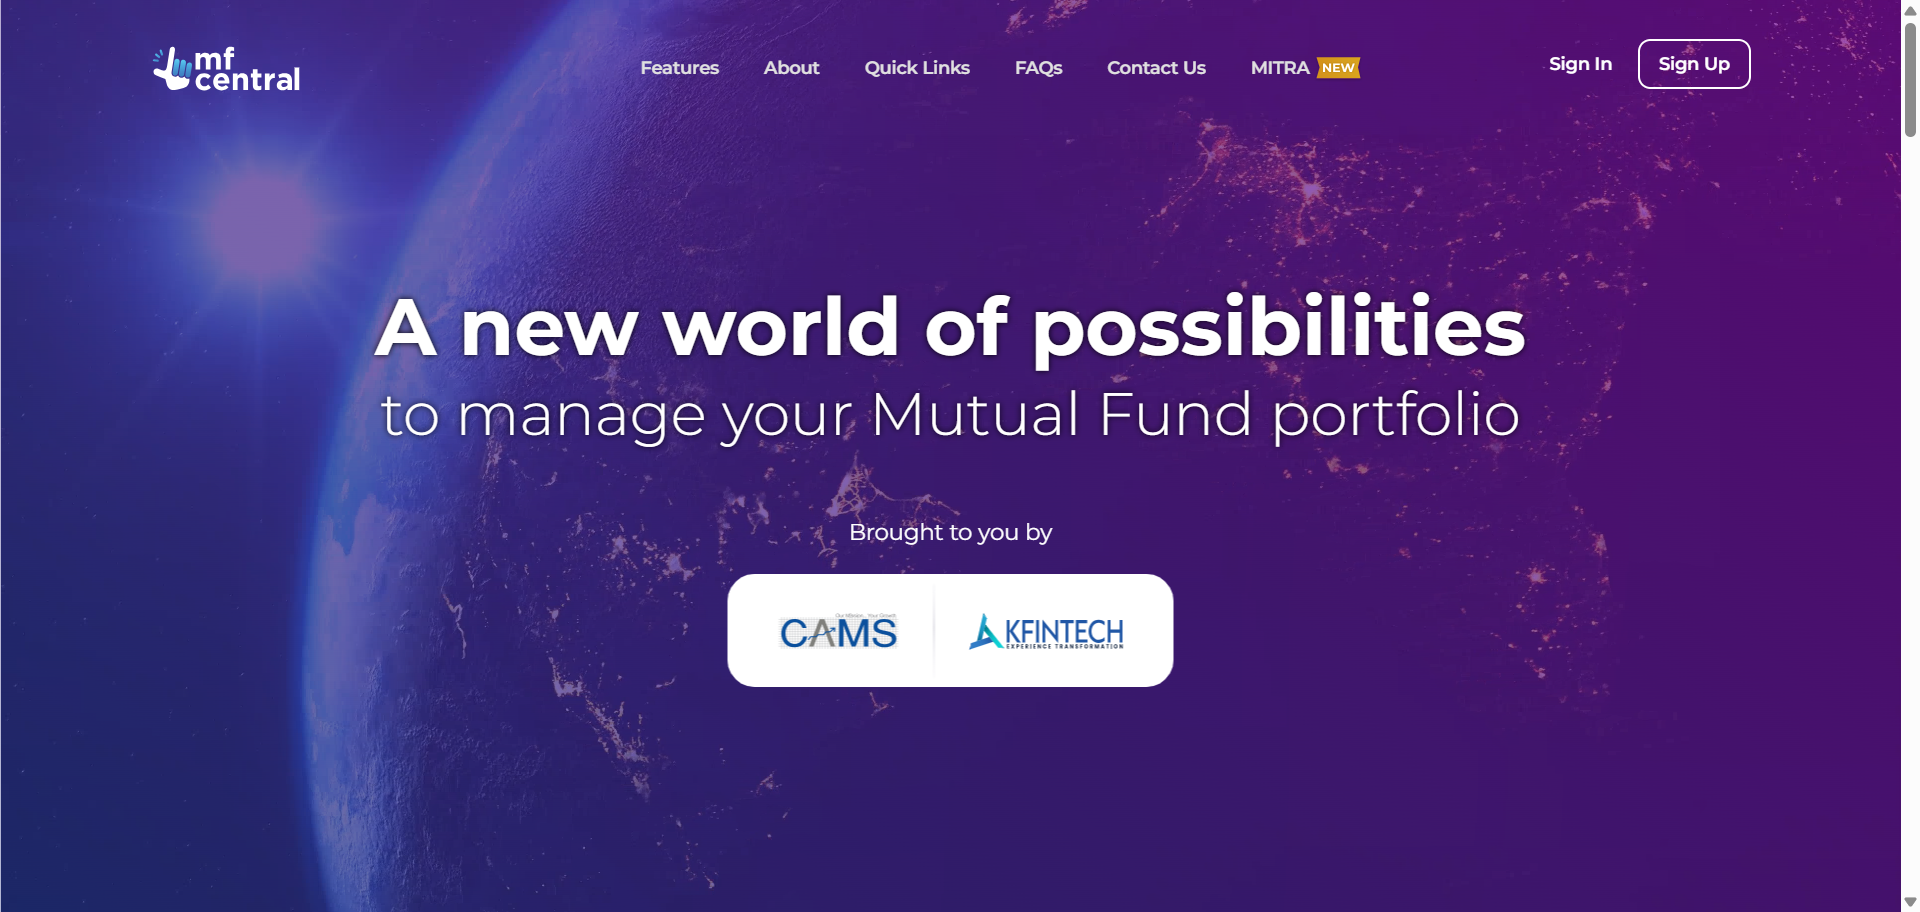 mf
central
Features About Quick Links FAQs Contact Us MITRA NEW
Sign In Sign Up
A new world of possibilities
to manage your Mutual Fund portfolio
Brought to you by
Our Mission.. Your Growth
CAMS
KFINTECH
EXPERIENCE TRANSFORMATION